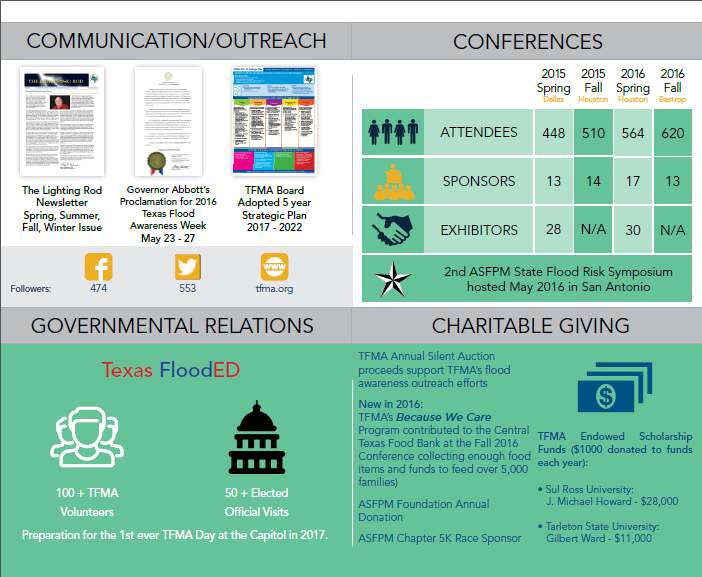 COMMUNICATION/OUTREACH
The Lighting Rod
Newsletter
Spring, Summer,
Fall, Winter Issue
Governor Abbott's
Proclamation for 2016
Texas Flood
Awareness Week
May 23 - 27
TFMA Board
Adopted 5 year
Strategic Plan
2017 - 2022
Followers:
474
553
www
tfma.org
CONFERENCES
2015 Spring Dallas
2015 Fall Houston
2016 Spring Houston
2016 Fall Bastrop
ATTENDEES 448 510 564 620
SPONSORS 13 14 17 13
EXHIBITORS 28 N/A 30 N/A
2nd ASFPM State Flood Risk Symposium
hosted May 2016 in San Antonio
GOVERNMENTAL RELATIONS
Texas FloodED
100 + TFMA
Volunteers
50 + Elected
Official Visits
Preparation for the 1st ever TFMA Day at the Capitol in 2017.
CHARITABLE GIVING
TFMA Annual Silent Auction
proceeds support TFMA's flood
awareness outreach efforts
New in 2016:
TFMA's Because We Care
Program contributed to the Central
Texas Food Bank at the Fall 2016
Conference collecting enough food
items and funds to feed over 5,000
families)
ASFPM Foundation Annual
Donation
ASFPM Chapter 5K Race Sponsor
$
TFMA Endowed Scholarship
Funds ($1000 donated to funds
each year):
• Sul Ross University:
J. Michael Howard - $28,000
• Tarleton State University:
Gilbert Ward - $11,000